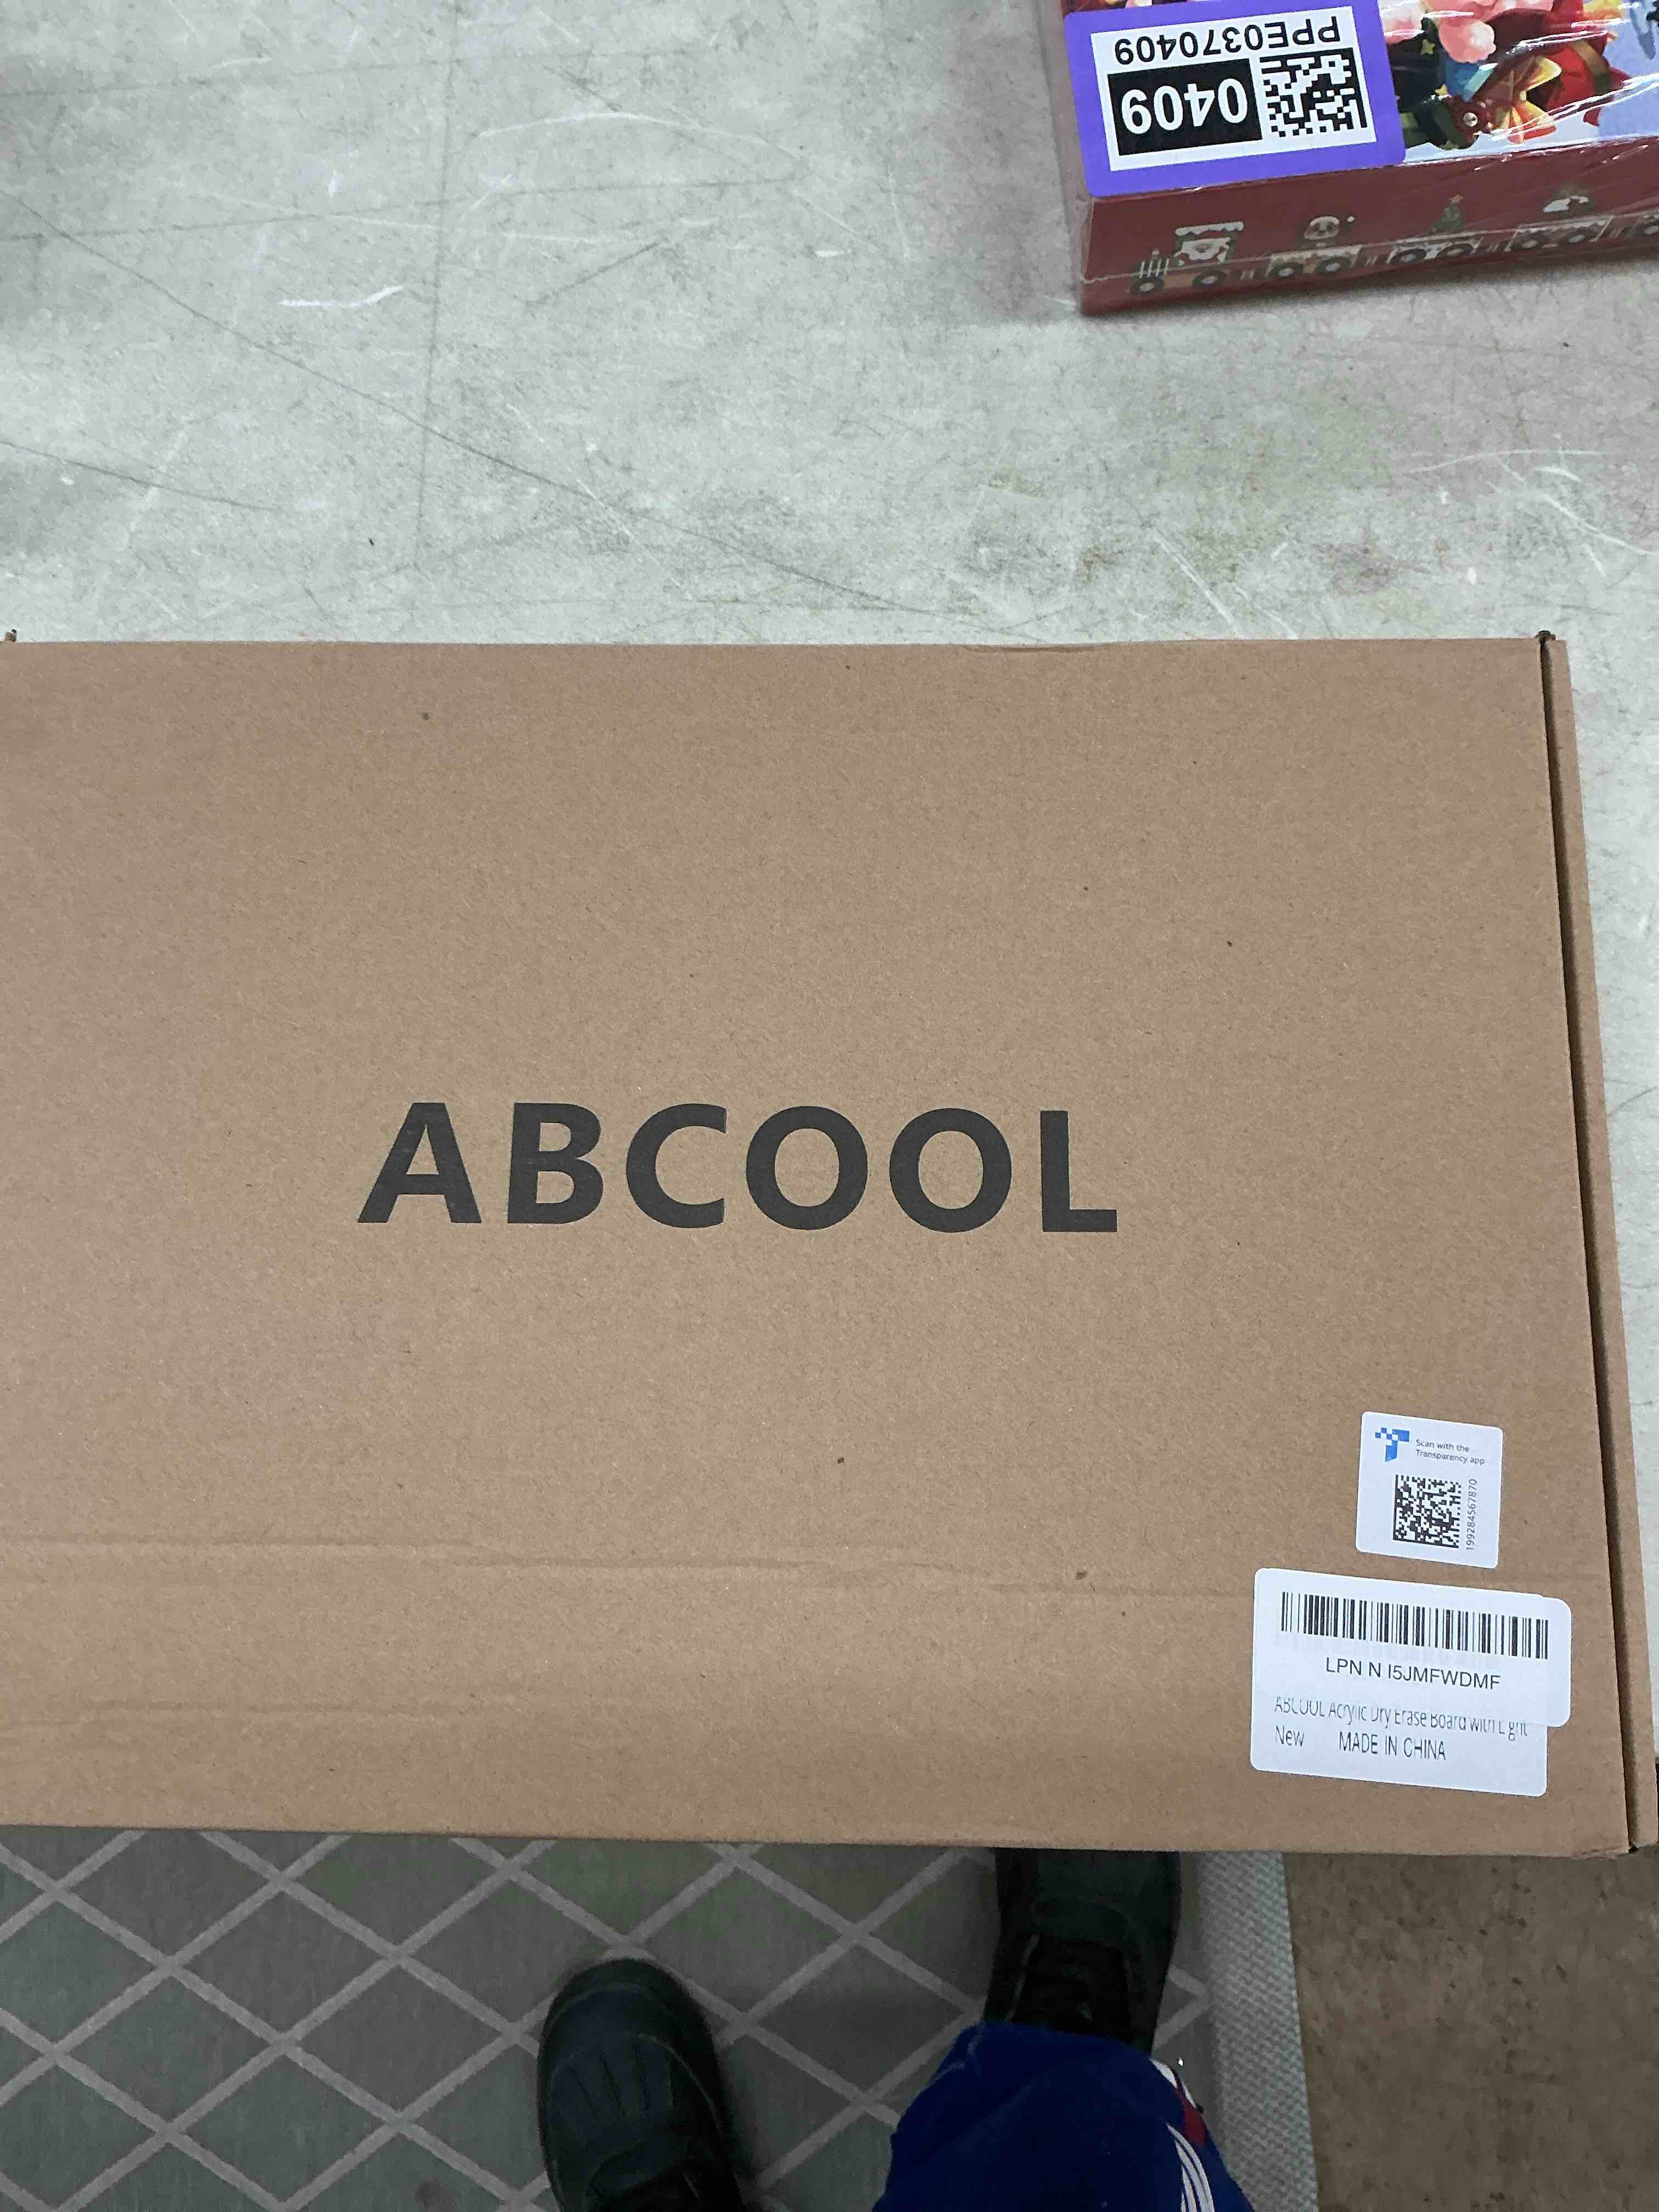 PPE0370409
0409
ABCOOL
Scan with the
Transparency app
199284567870
LPN N I5JMFWDMF
ABCOOL Acrylic Dry Erase Board with Light
New MADE IN CHINA